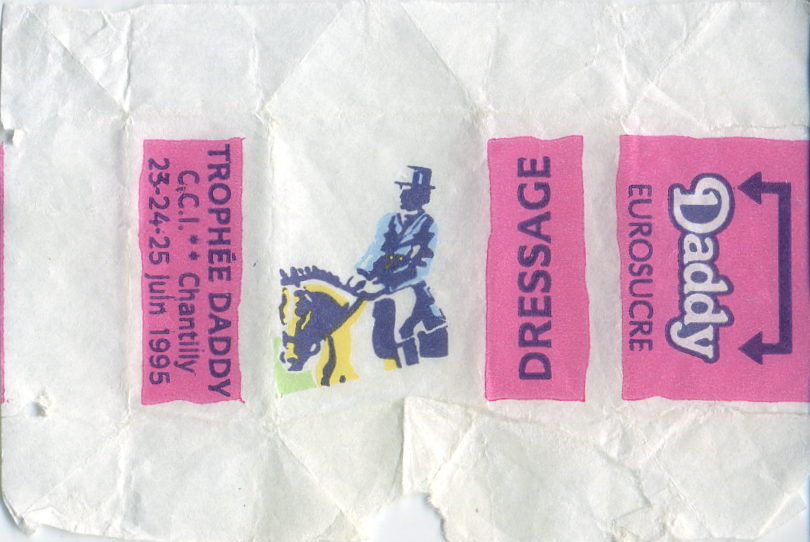 TROPHÉE DADDY
C.C.I. ** Chantilly
23-24-25 juin 1995
DRESSAGE
Daddy
EUROSUCRE